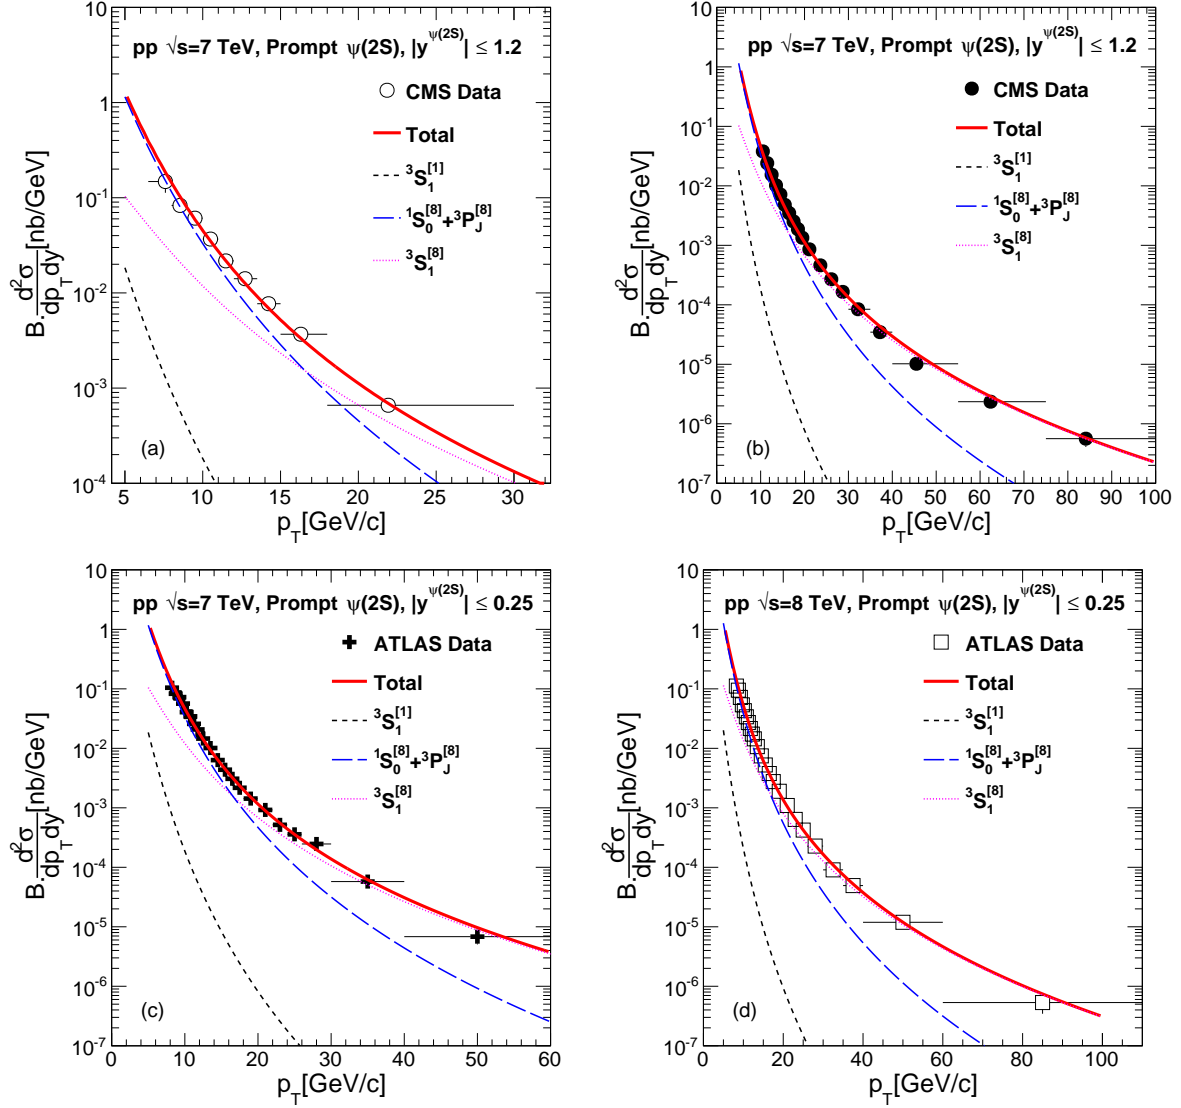 pp √s=7 TeV, Prompt ψ(2S), |y^ψ(2S)| ≤ 1.2
CMS Data
Total
³S₁^[1]
¹S₀^[8]+³P_J^[8]
³S₁^[8]
B. d²σ/dp_T dy [nb/GeV]
10
1
10⁻¹
10⁻²
10⁻³
10⁻⁴
(a)
5 10 15 20 25 30
p_T[GeV/c]
pp √s=7 TeV, Prompt ψ(2S), |y^ψ(2S)| ≤ 1.2
CMS Data
Total
³S₁^[1]
¹S₀^[8]+³P_J^[8]
³S₁^[8]
B. d²σ/dp_T dy [nb/GeV]
10
1
10⁻¹
10⁻²
10⁻³
10⁻⁴
10⁻⁵
10⁻⁶
10⁻⁷
(b)
0 10 20 30 40 50 60 70 80 90 100
p_T[GeV/c]
pp √s=7 TeV, Prompt ψ(2S), |y^ψ(2S)| ≤ 0.25
ATLAS Data
Total
³S₁^[1]
¹S₀^[8]+³P_J^[8]
³S₁^[8]
B. d²σ/dp_T dy [nb/GeV]
10
1
10⁻¹
10⁻²
10⁻³
10⁻⁴
10⁻⁵
10⁻⁶
10⁻⁷
(c)
0 10 20 30 40 50 60
p_T[GeV/c]
pp √s=8 TeV, Prompt ψ(2S), |y^ψ(2S)| ≤ 0.25
ATLAS Data
Total
³S₁^[1]
¹S₀^[8]+³P_J^[8]
³S₁^[8]
B. d²σ/dp_T dy [nb/GeV]
10
1
10⁻¹
10⁻²
10⁻³
10⁻⁴
10⁻⁵
10⁻⁶
10⁻⁷
(d)
0 20 40 60 80 100
p_T[GeV/c]